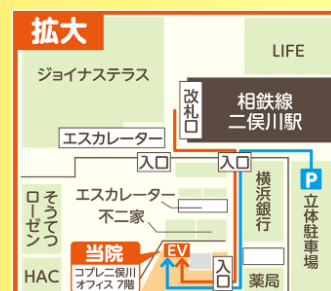 拡大
LIFE
ジョイナステラス
改札口
相鉄線
二俣川駅
エスカレーター
入口
入口
P
そうてつ
ローゼン
エスカレーター
不二家
横浜銀行
立体駐車場
当院
コプレ二俣川
オフィス 7階
EV
入口
HAC
薬局